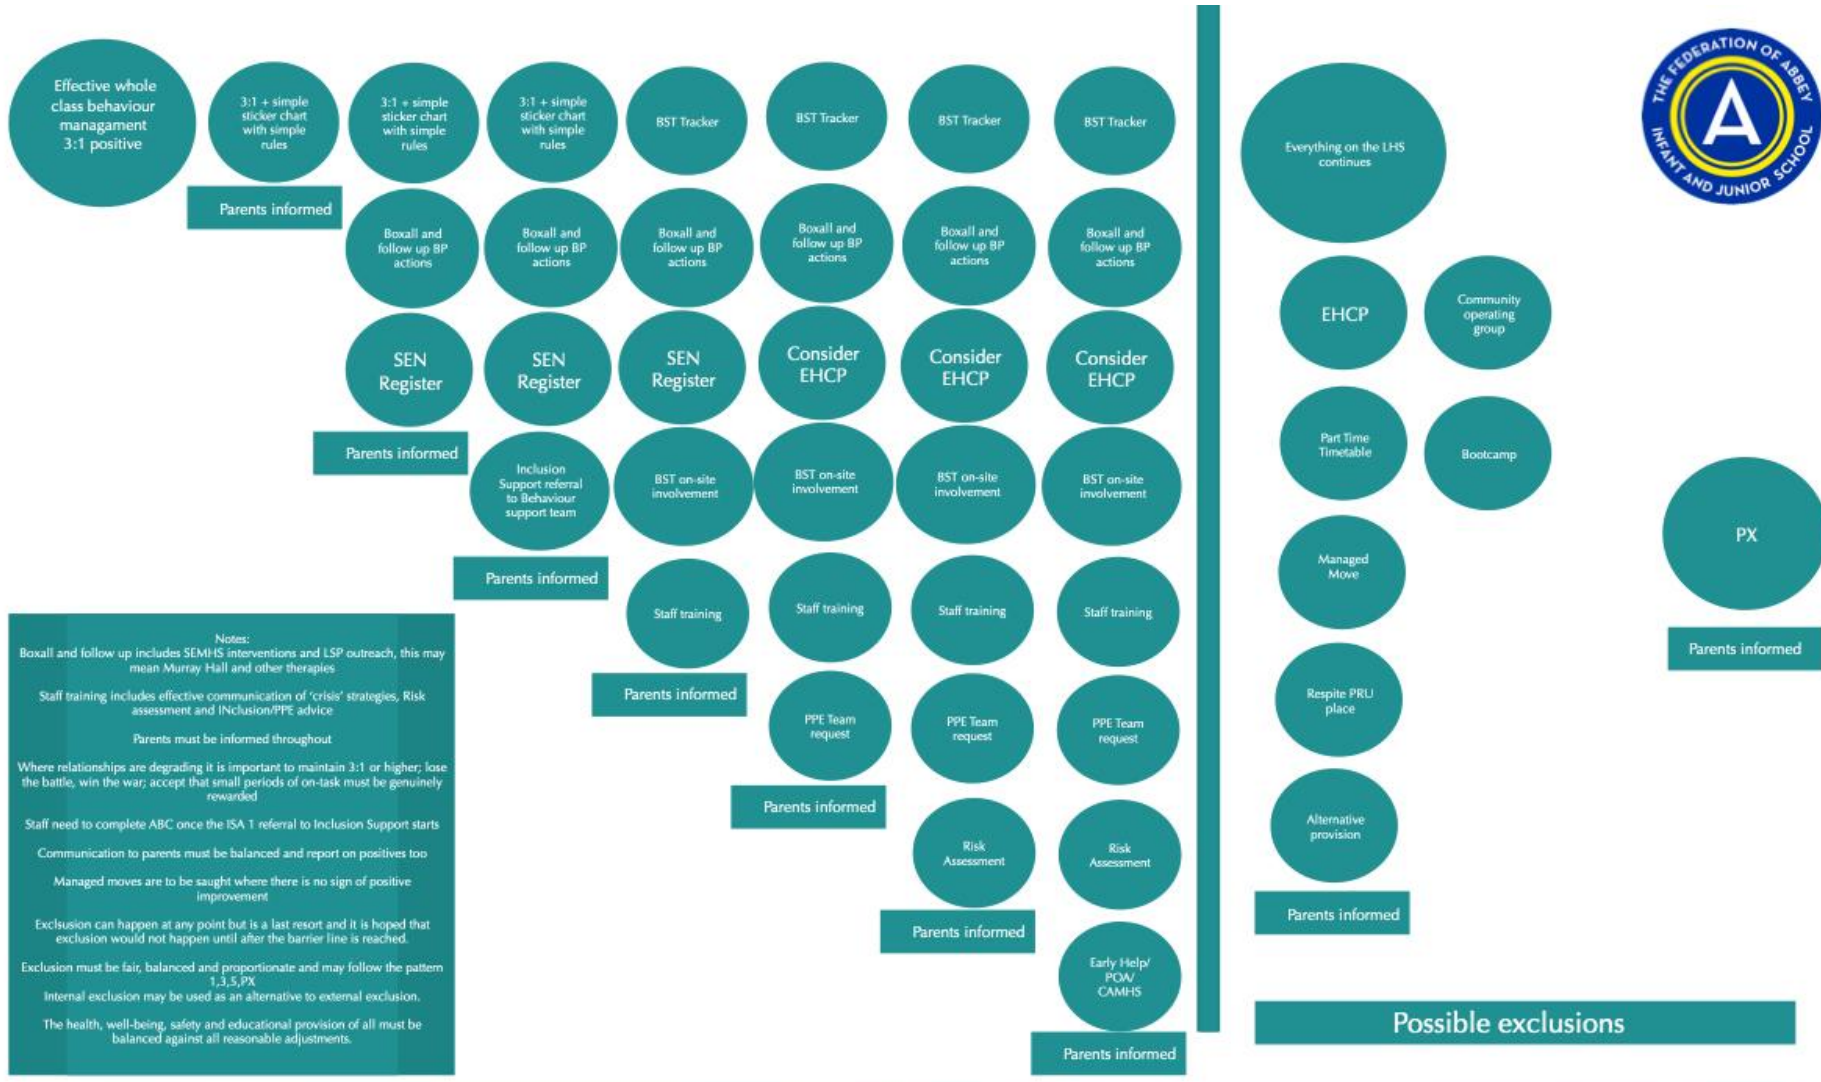 Effective whole
class behaviour
managament
3:1 positive
3:1 + simple
sticker chart
with simple
rules
Parents informed
3:1 + simple
sticker chart
with simple
rules
Boxall and
follow up BP
actions
SEN
Register
Parents informed
3:1 + simple
sticker chart
with simple
rules
Boxall and
follow up BP
actions
SEN
Register
Inclusion
Support referral
to Behaviour
support team
Parents informed
BST Tracker
Boxall and
follow up BP
actions
SEN
Register
BST on-site
involvement
Staff training
Parents informed
BST Tracker
Boxall and
follow up BP
actions
Consider
EHCP
BST on-site
involvement
Staff training
PPE Team
request
Parents informed
BST Tracker
Boxall and
follow up BP
actions
Consider
EHCP
BST on-site
involvement
Staff training
PPE Team
request
Risk
Assessment
Parents informed
BST Tracker
Boxall and
follow up BP
actions
Consider
EHCP
BST on-site
involvement
Staff training
PPE Team
request
Risk
Assessment
Early Help/
POA/
CAMHS
Parents informed
Notes:
Boxall and follow up includes SEMHS interventions and LSP outreach, this may
mean Murray Hall and other therapies
Staff training includes effective communication of 'crisis' strategies, Risk
assessment and INclusion/PPE advice
Parents must be informed throughout
Where relationships are degrading it is important to maintain 3:1 or higher; lose
the battle, win the war; accept that small periods of on-task must be genuinely
rewarded
Staff need to complete ABC once the ISA 1 referral to Inclusion Support starts
Communication to parents must be balanced and report on positives too
Managed moves are to be saught where there is no sign of positive
improvement
Exclsusion can happen at any point but is a last resort and it is hoped that
exclusion would not happen until after the barrier line is reached.
Exclusion must be fair, balanced and proportionate and may follow the pattern
1,3,5,PX
Internal exclusion may be used as an alternative to external exclusion.
The health, well-being, safety and educational provision of all must be
balanced against all reasonable adjustments.
Everything on the LHS
continues
EHCP
Community
operating
group
Part Time
Timetable
Bootcamp
Managed
Move
Respite PRU
place
Alternative
provision
Parents informed
Possible exclusions
THE FEDERATION OF ABBEY
INFANT AND JUNIOR SCHOOL
A
PX
Parents informed